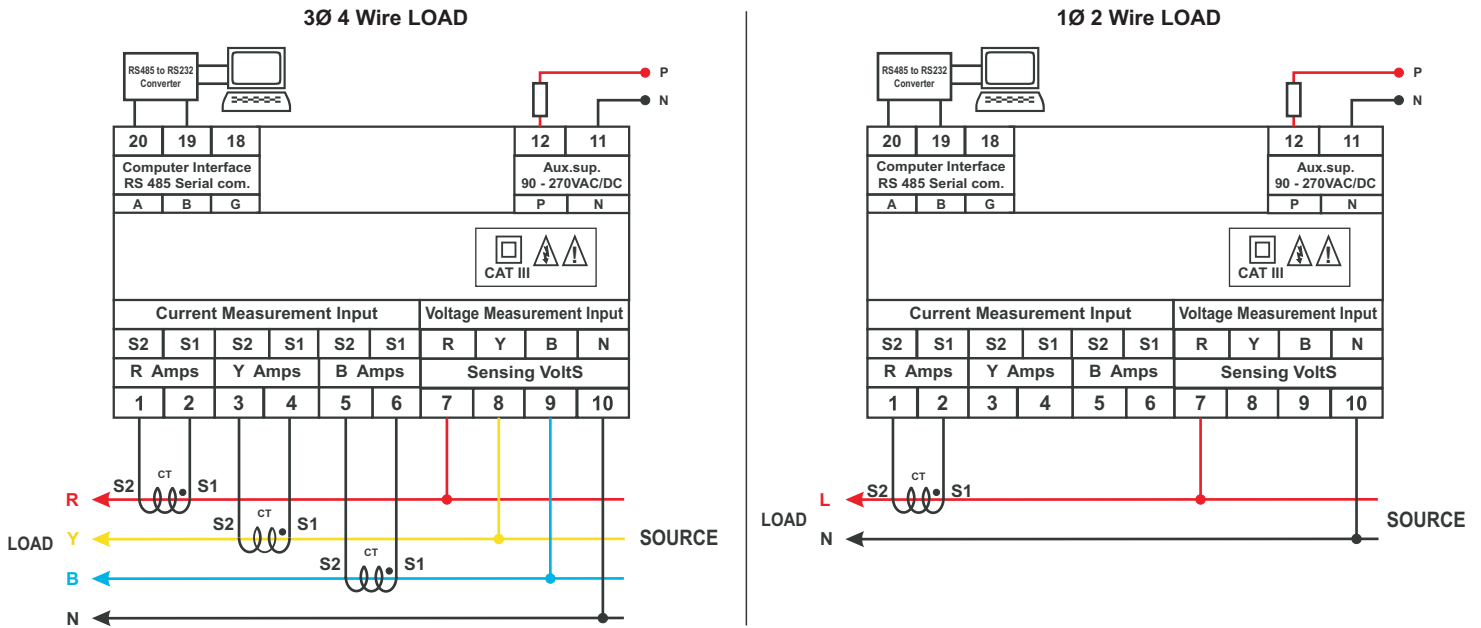 3Ø 4 Wire LOAD
RS485 to RS232
Converter
P
N
20 19 18 12 11
Computer Interface
RS 485 Serial com.
Aux.sup.
90 - 270VAC/DC
A B G P N
CAT III
Current Measurement Input Voltage Measurement Input
S2 S1 S2 S1 S2 S1 R Y B N
R Amps Y Amps B Amps Sensing VoltS
1 2 3 4 5 6 7 8 9 10
S2 CT S1
R
S2 CT S1
LOAD Y SOURCE
S2 CT S1
B
N
1Ø 2 Wire LOAD
RS485 to RS232
Converter
P
N
20 19 18 12 11
Computer Interface
RS 485 Serial com.
Aux.sup.
90 - 270VAC/DC
A B G P N
CAT III
Current Measurement Input Voltage Measurement Input
S2 S1 S2 S1 S2 S1 R Y B N
R Amps Y Amps B Amps Sensing VoltS
1 2 3 4 5 6 7 8 9 10
S2 CT S1
L
LOAD SOURCE
N